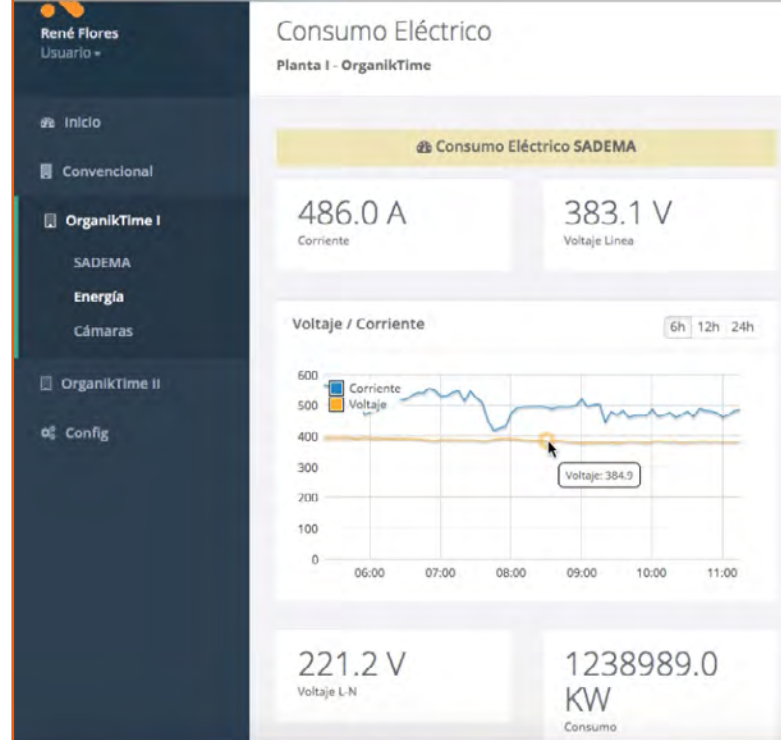 René Flores
Usuario
Inicio
Convencional
OrganikTime I
SADEMA
Energía
Cámaras
OrganikTime II
Config
Consumo Eléctrico
Planta I - OrganikTime
Consumo Eléctrico SADEMA
486.0 A
Corriente
383.1 V
Voltaje Linea
Voltaje / Corriente
6h 12h 24h
600
500
400
300
200
100
0
Corriente
Voltaje
Voltaje: 384.9
06:00 07:00 08:00 09:00 10:00 11:00
221.2 V
Voltaje L-N
1238989.0
KW
Consumo